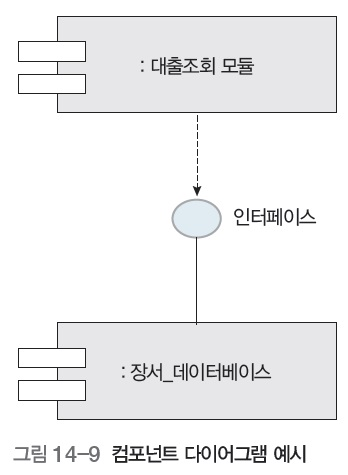 : 대출조회 모듈
인터페이스
: 장서_데이터베이스
그림 14-9 컴포넌트 다이어그램 예시